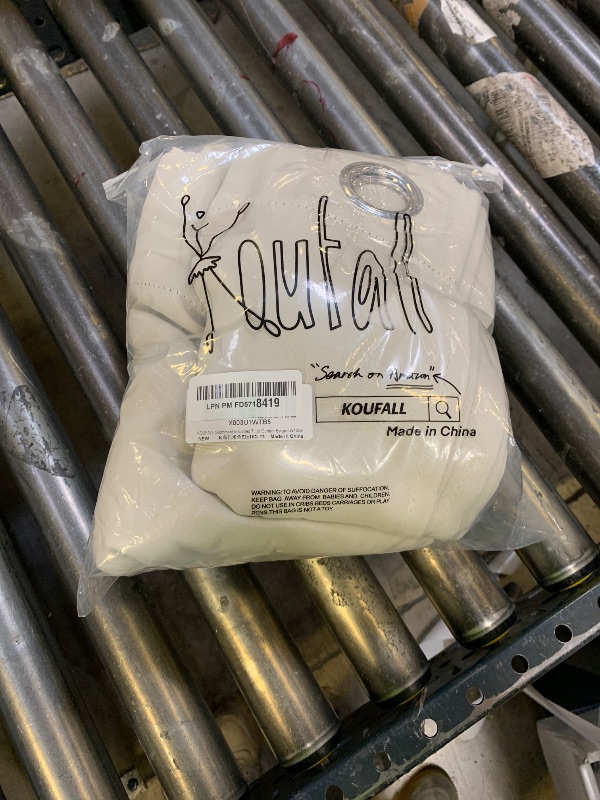 Koufall
"Search on Amazon"
KOUFALL
Made in China
LPN PM FD5718419
X003U1WTB5
NEW
Made in China
WARNING: TO AVOID DANGER OF SUFFOCATION,
KEEP BAG AWAY FROM BABIES AND CHILDREN.
DO NOT USE IN CRIBS BEDS CARRIAGES OR PLAY
PENS.THIS BAG IS NOT A TOY